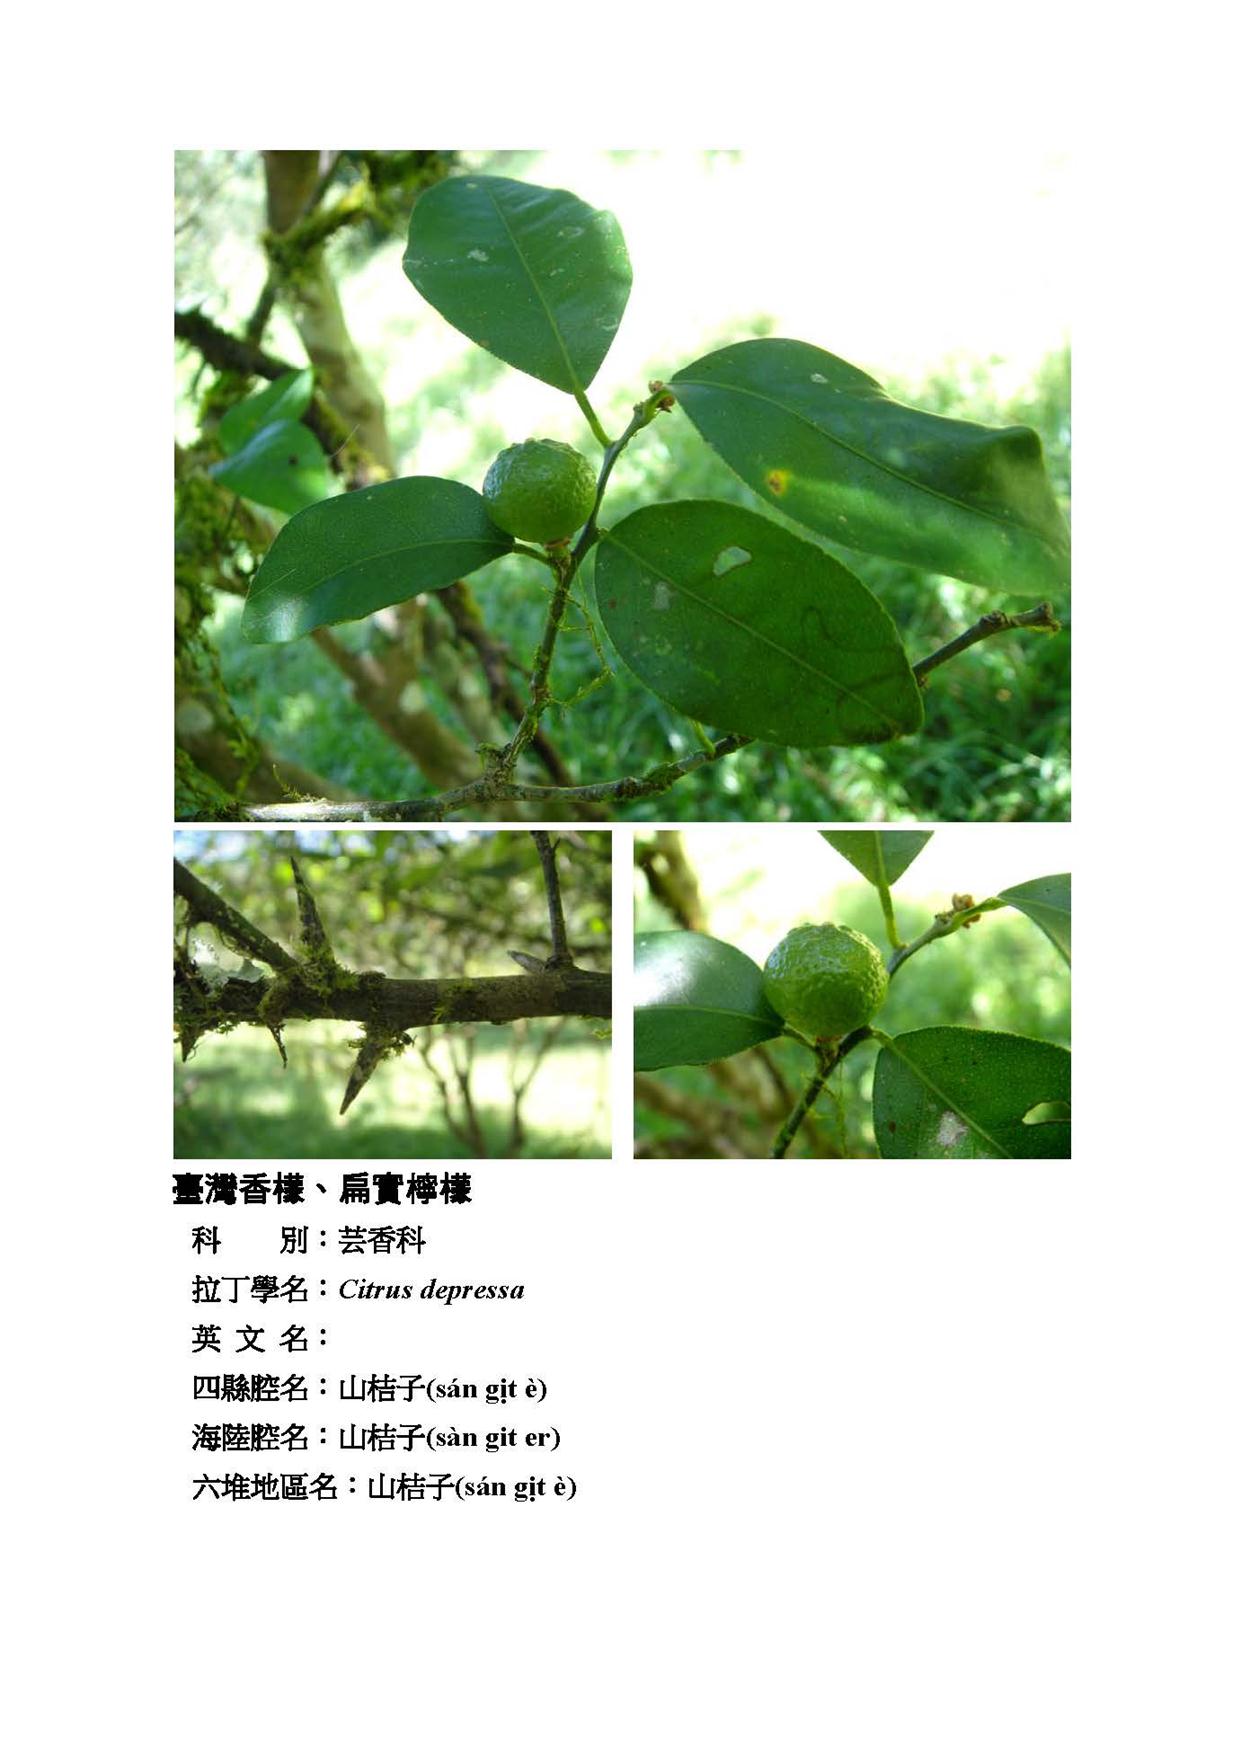 臺灣香檬、扁實檸檬
科　　別：芸香科
拉丁學名：Citrus depressa
英 文 名：
四縣腔名：山桔子(sán gịt è)
海陸腔名：山桔子(sàn git er)
六堆地區名：山桔子(sán gịt è)